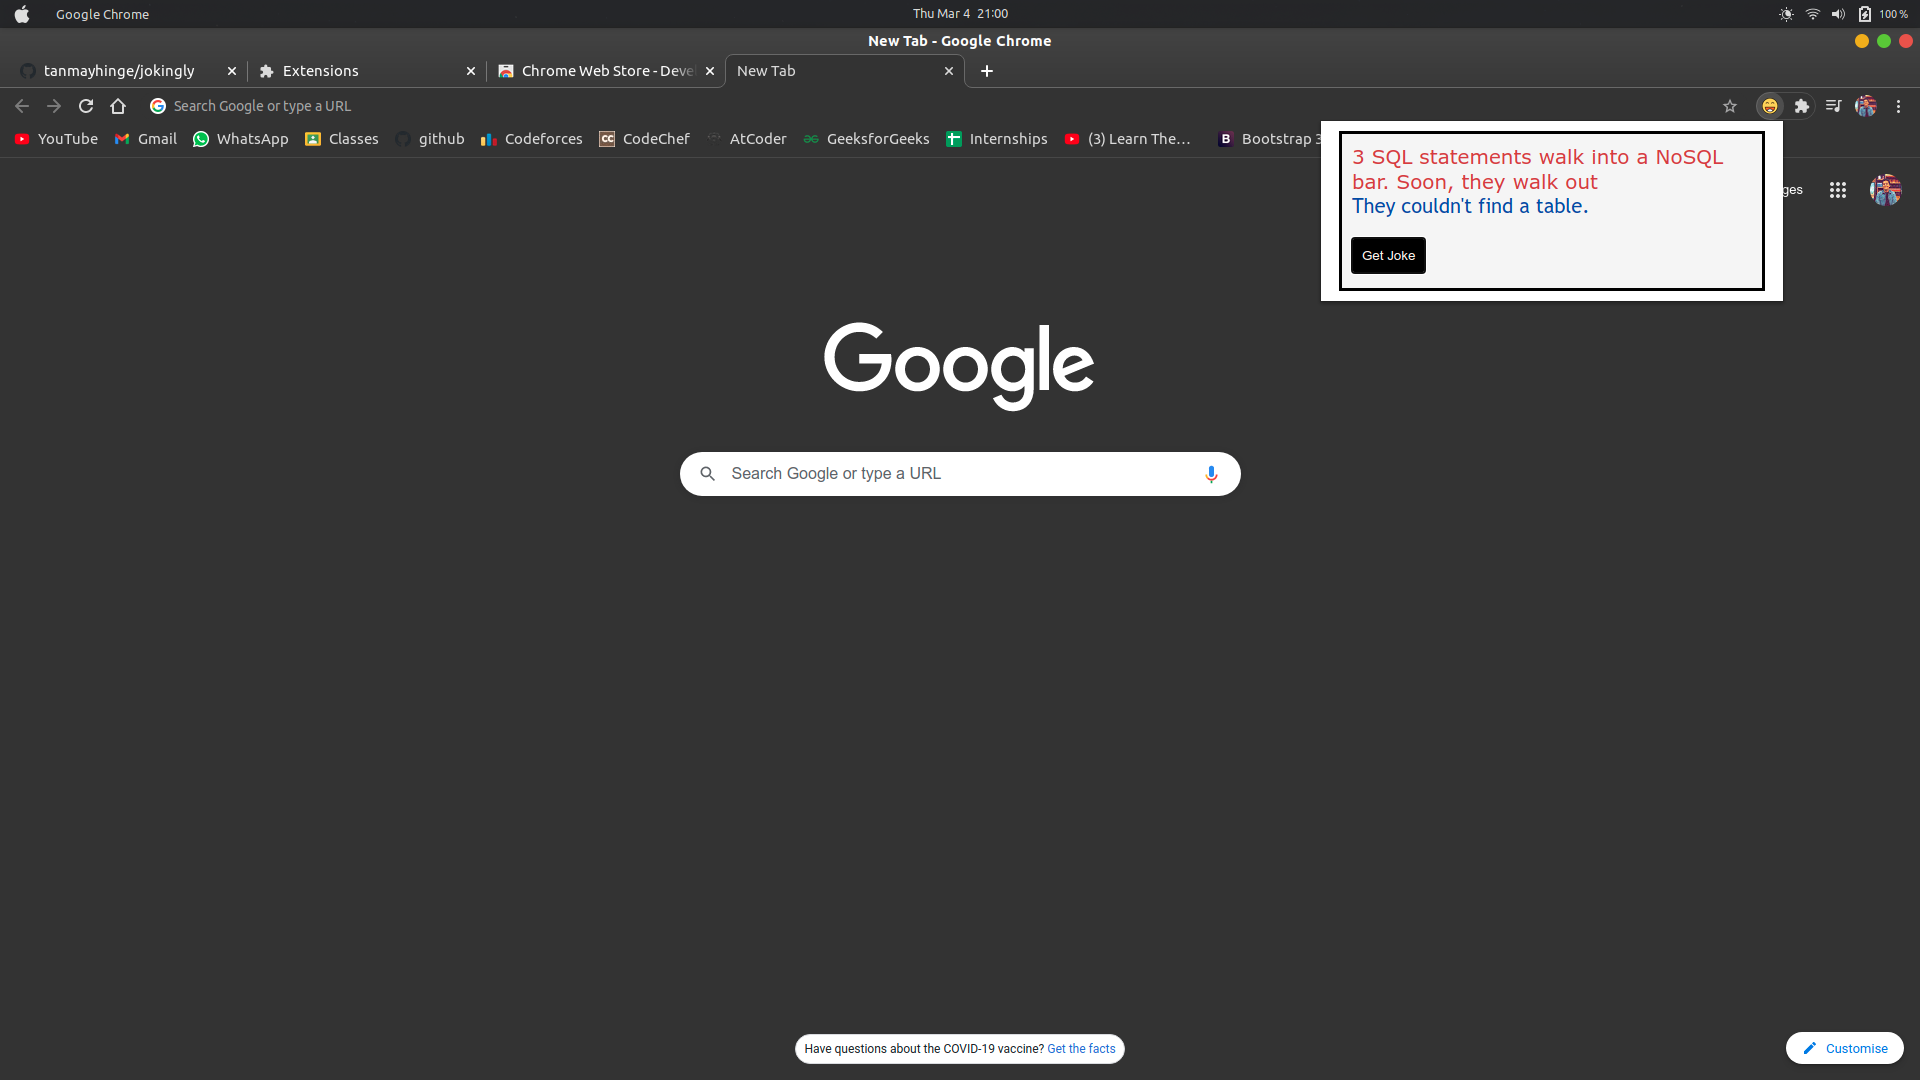 Google Chrome
Thu Mar 4 21:00
100 %
New Tab - Google Chrome
tanmayhinge/jokingly
Extensions
Chrome Web Store - Deve
New Tab
Search Google or type a URL
YouTube
Gmail
WhatsApp
Classes
github
Codeforces
CC
CodeChef
AtCoder
GeeksforGeeks
Internships
(3) Learn The...
B
Bootstrap 3
3 SQL statements walk into a NoSQL
bar. Soon, they walk out
They couldn't find a table.
Get Joke
ges
Google
Search Google or type a URL
Have questions about the COVID-19 vaccine? Get the facts
Customise